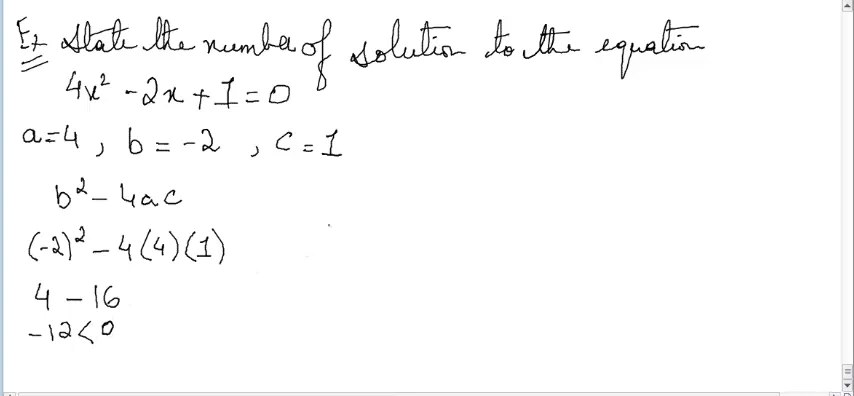 Ex State the number of solution to the equation
4x² - 2x + 1 = 0
a=4 , b = -2 , c = 1
b² - 4ac
(-2)² - 4(4)(1)
4 - 16
-12<0